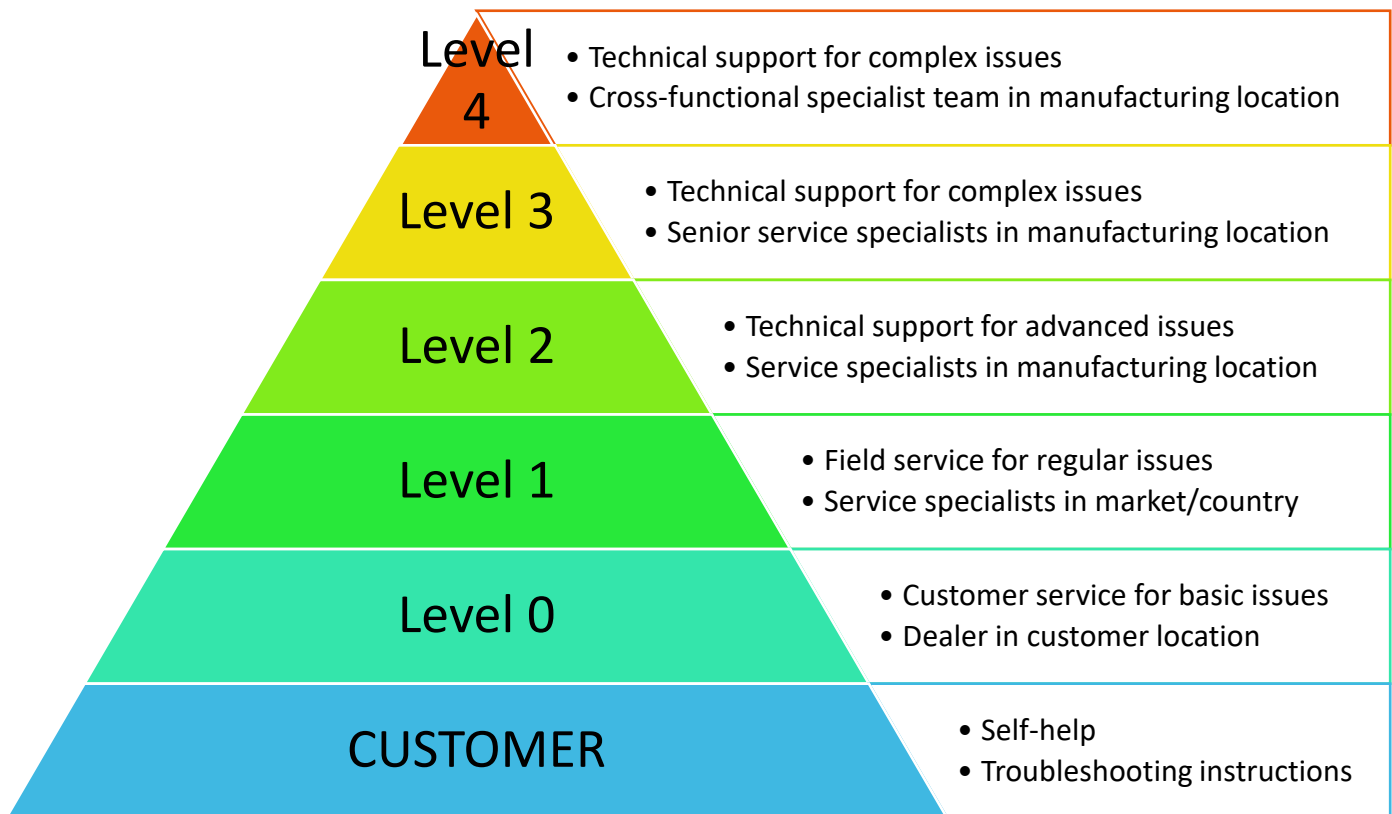 Level
4
• Technical support for complex issues
• Cross-functional specialist team in manufacturing location
Level 3
• Technical support for complex issues
• Senior service specialists in manufacturing location
Level 2
• Technical support for advanced issues
• Service specialists in manufacturing location
Level 1
• Field service for regular issues
• Service specialists in market/country
Level 0
• Customer service for basic issues
• Dealer in customer location
CUSTOMER
• Self-help
• Troubleshooting instructions